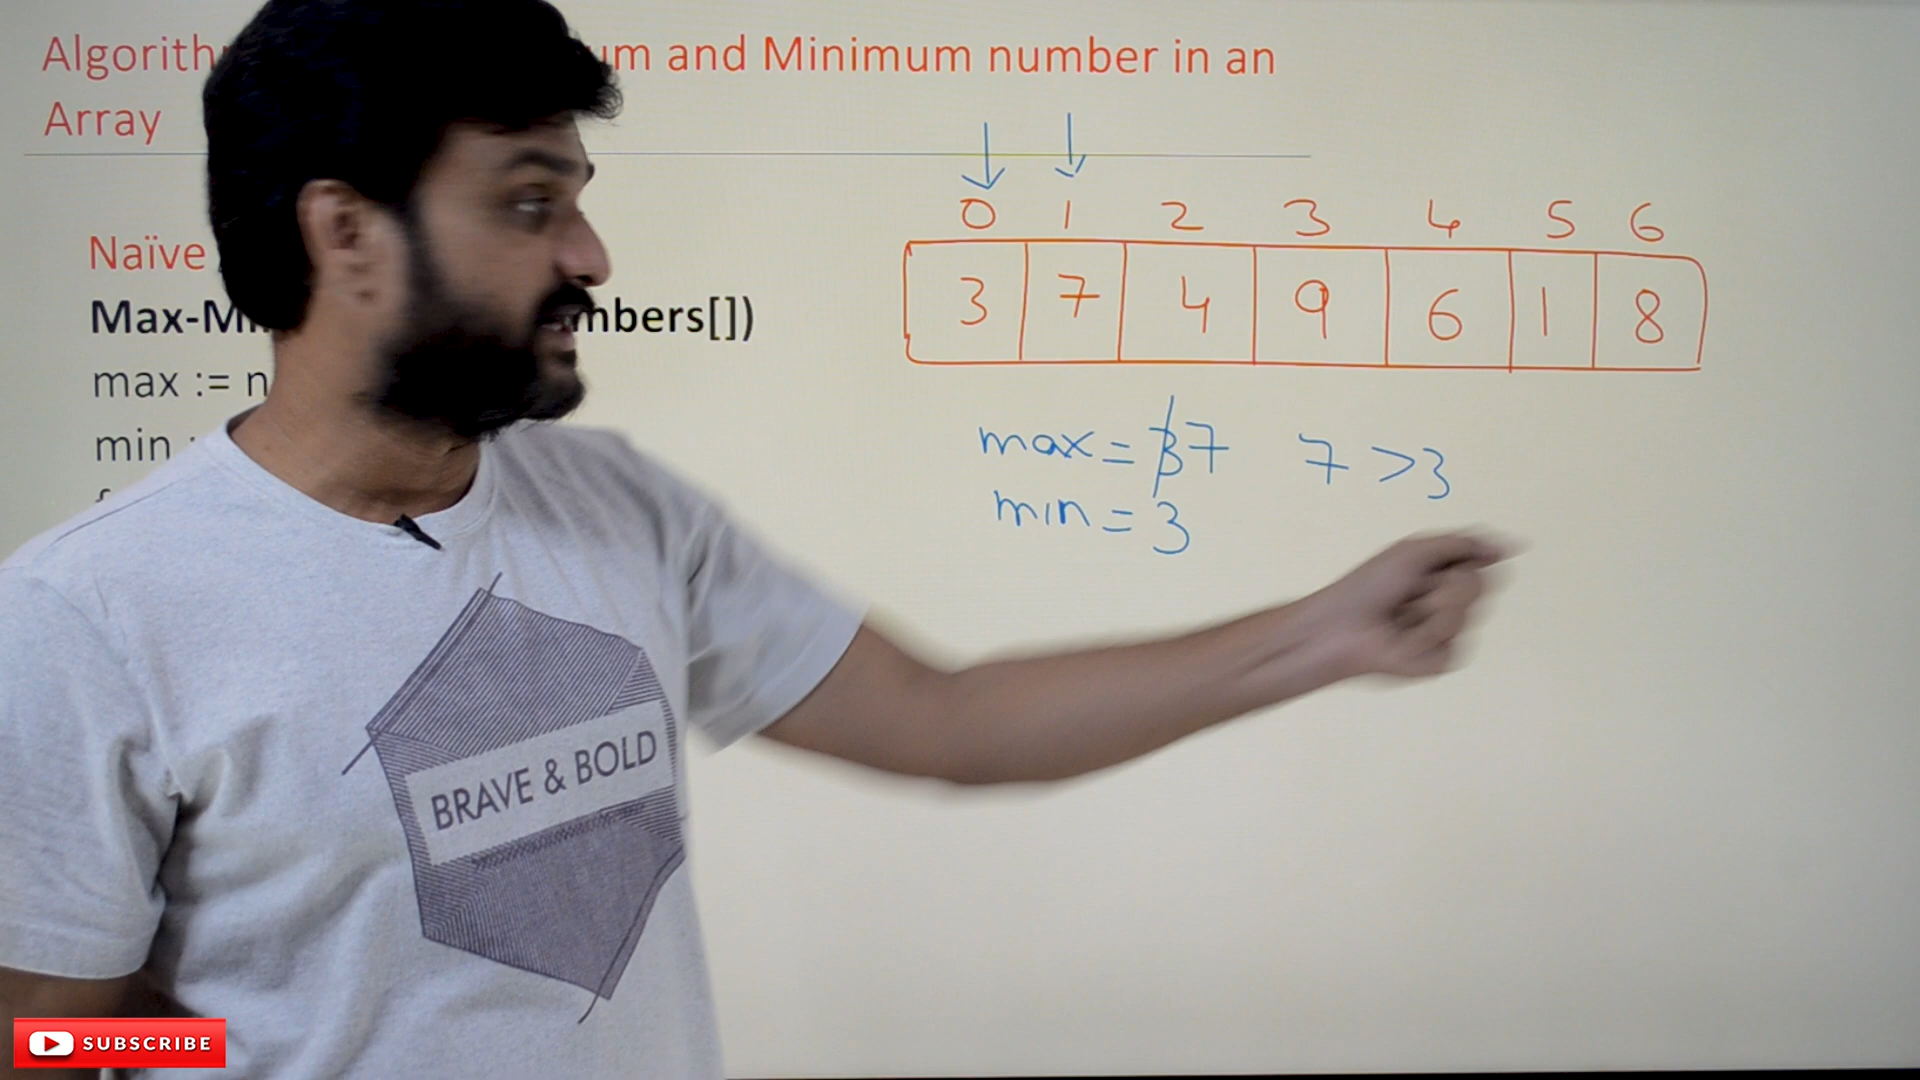 Algorith um and Minimum number in an
Array
0 1 2 3 4 5 6
3 7 4 9 6 1 8
Naïve
Max-M mbers[])
max := n
min :
max = 3 7 7 > 3
min = 3
BRAVE & BOLD
SUBSCRIBE